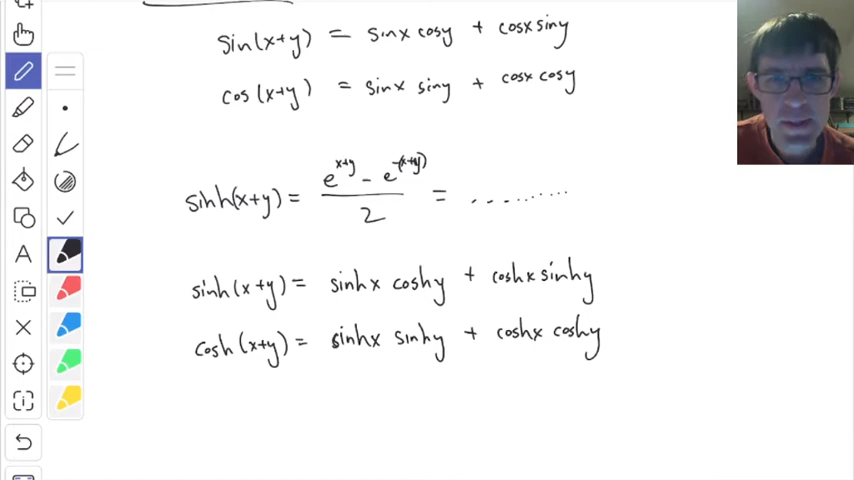 sin(x+y) = sinx cosy + cosx siny
cos(x+y) = sinx siny + cosx cosy
sinh(x+y) = (e^(x+y) - e^(-(x+y)))/2 = ..........
sinh(x+y) = sinhx coshy + coshx sinhy
cosh(x+y) = sinhx sinhy + coshx coshy
A